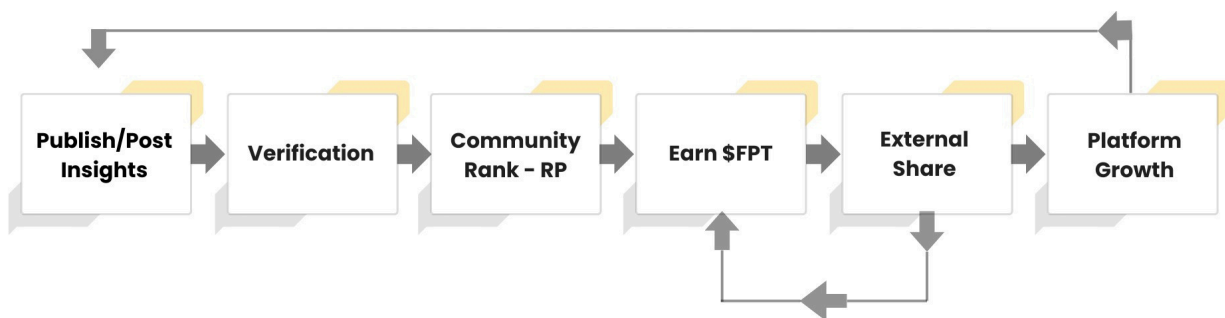 Publish/Post
Insights
Verification
Community
Rank - RP
Earn $FPT
External
Share
Platform
Growth